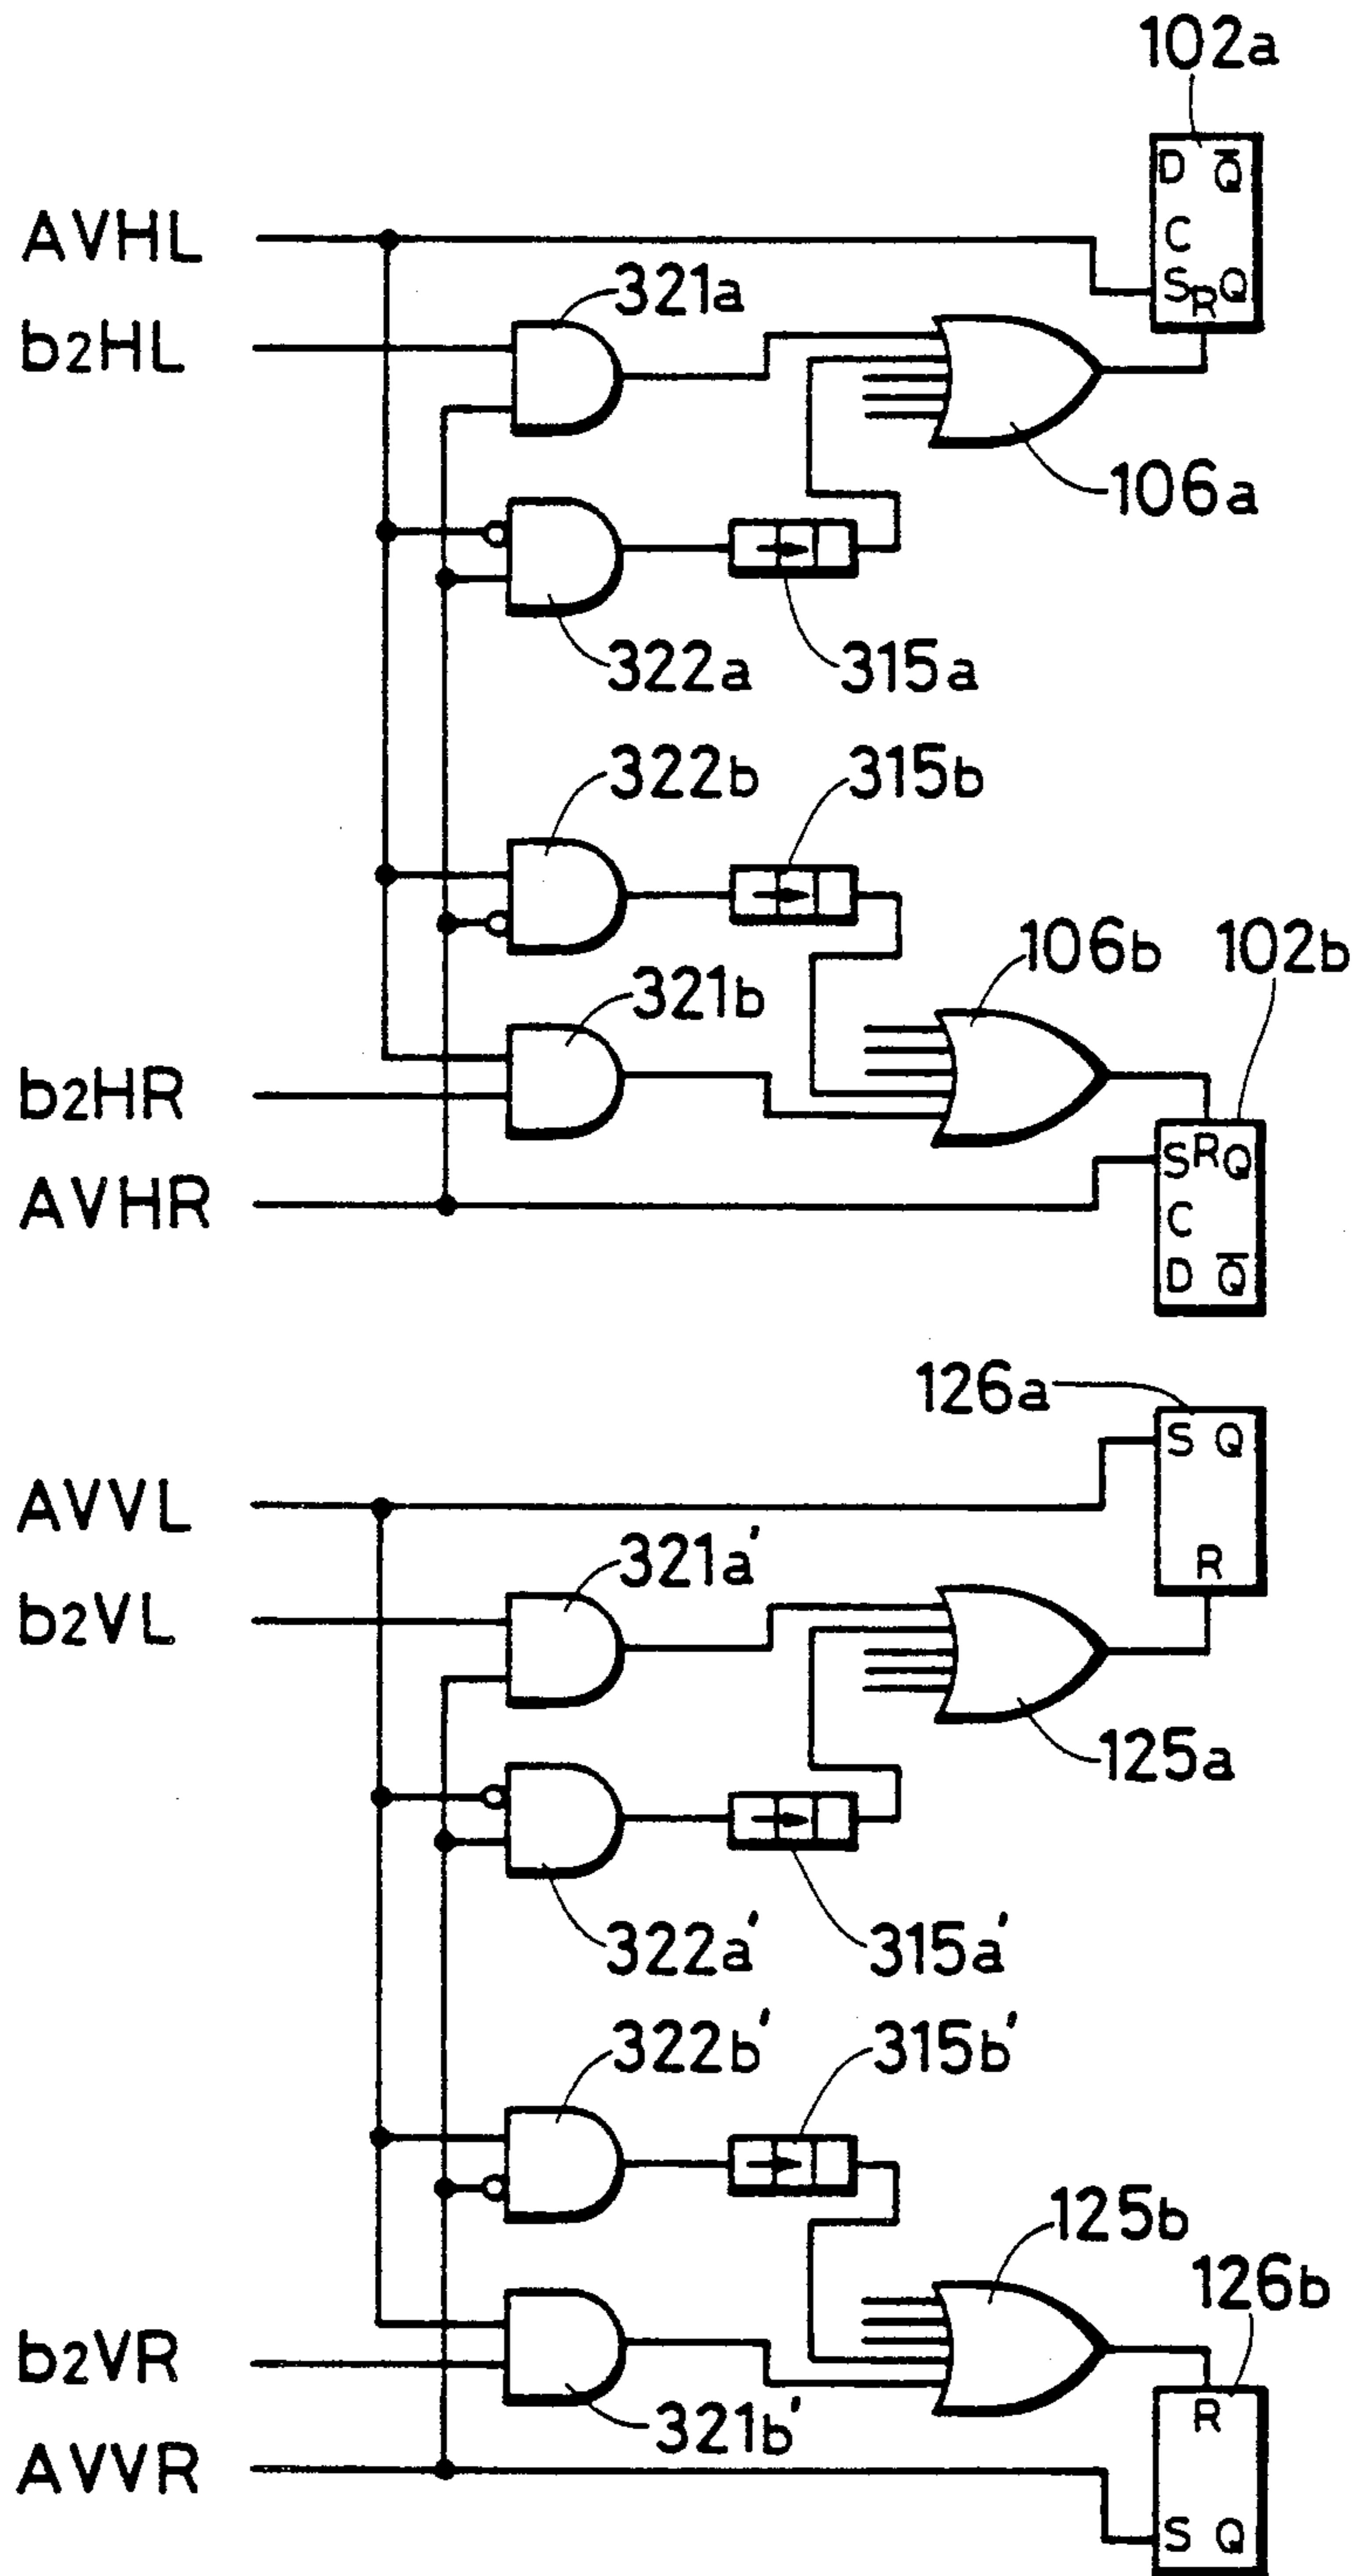 102a
D Q̅
C
S R Q
AVHL
b2HL
321a
106a
322a
315a
322b
315b
106b
102b
321b
b2HR
AVHR
S R Q
C
D Q̅
126a
S Q
R
AVVL
b2VL
321a'
125a
322a'
315a'
322b'
315b'
125b
126b
b2VR
321b'
AVVR
R
S Q